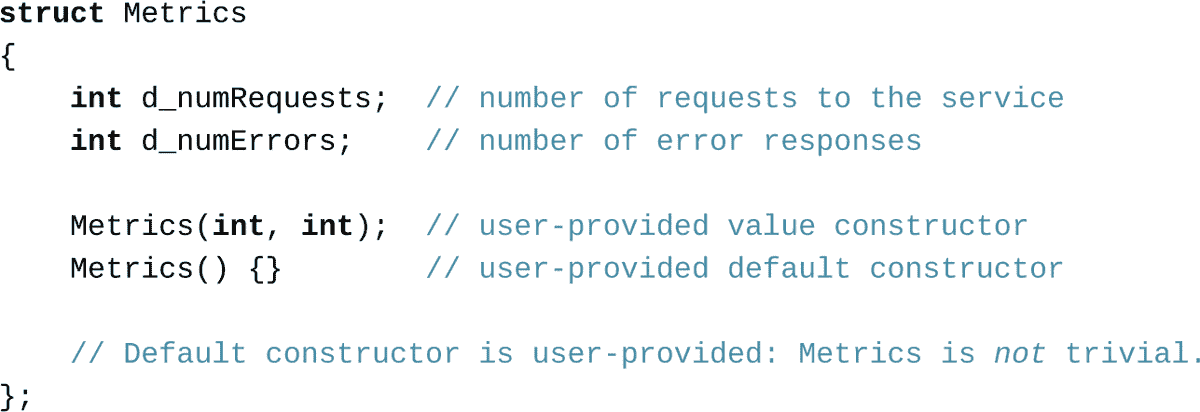 struct Metrics
{
    int d_numRequests;  // number of requests to the service
    int d_numErrors;    // number of error responses

    Metrics(int, int);  // user-provided value constructor
    Metrics() {}        // user-provided default constructor

    // Default constructor is user-provided: Metrics is not trivial.
};